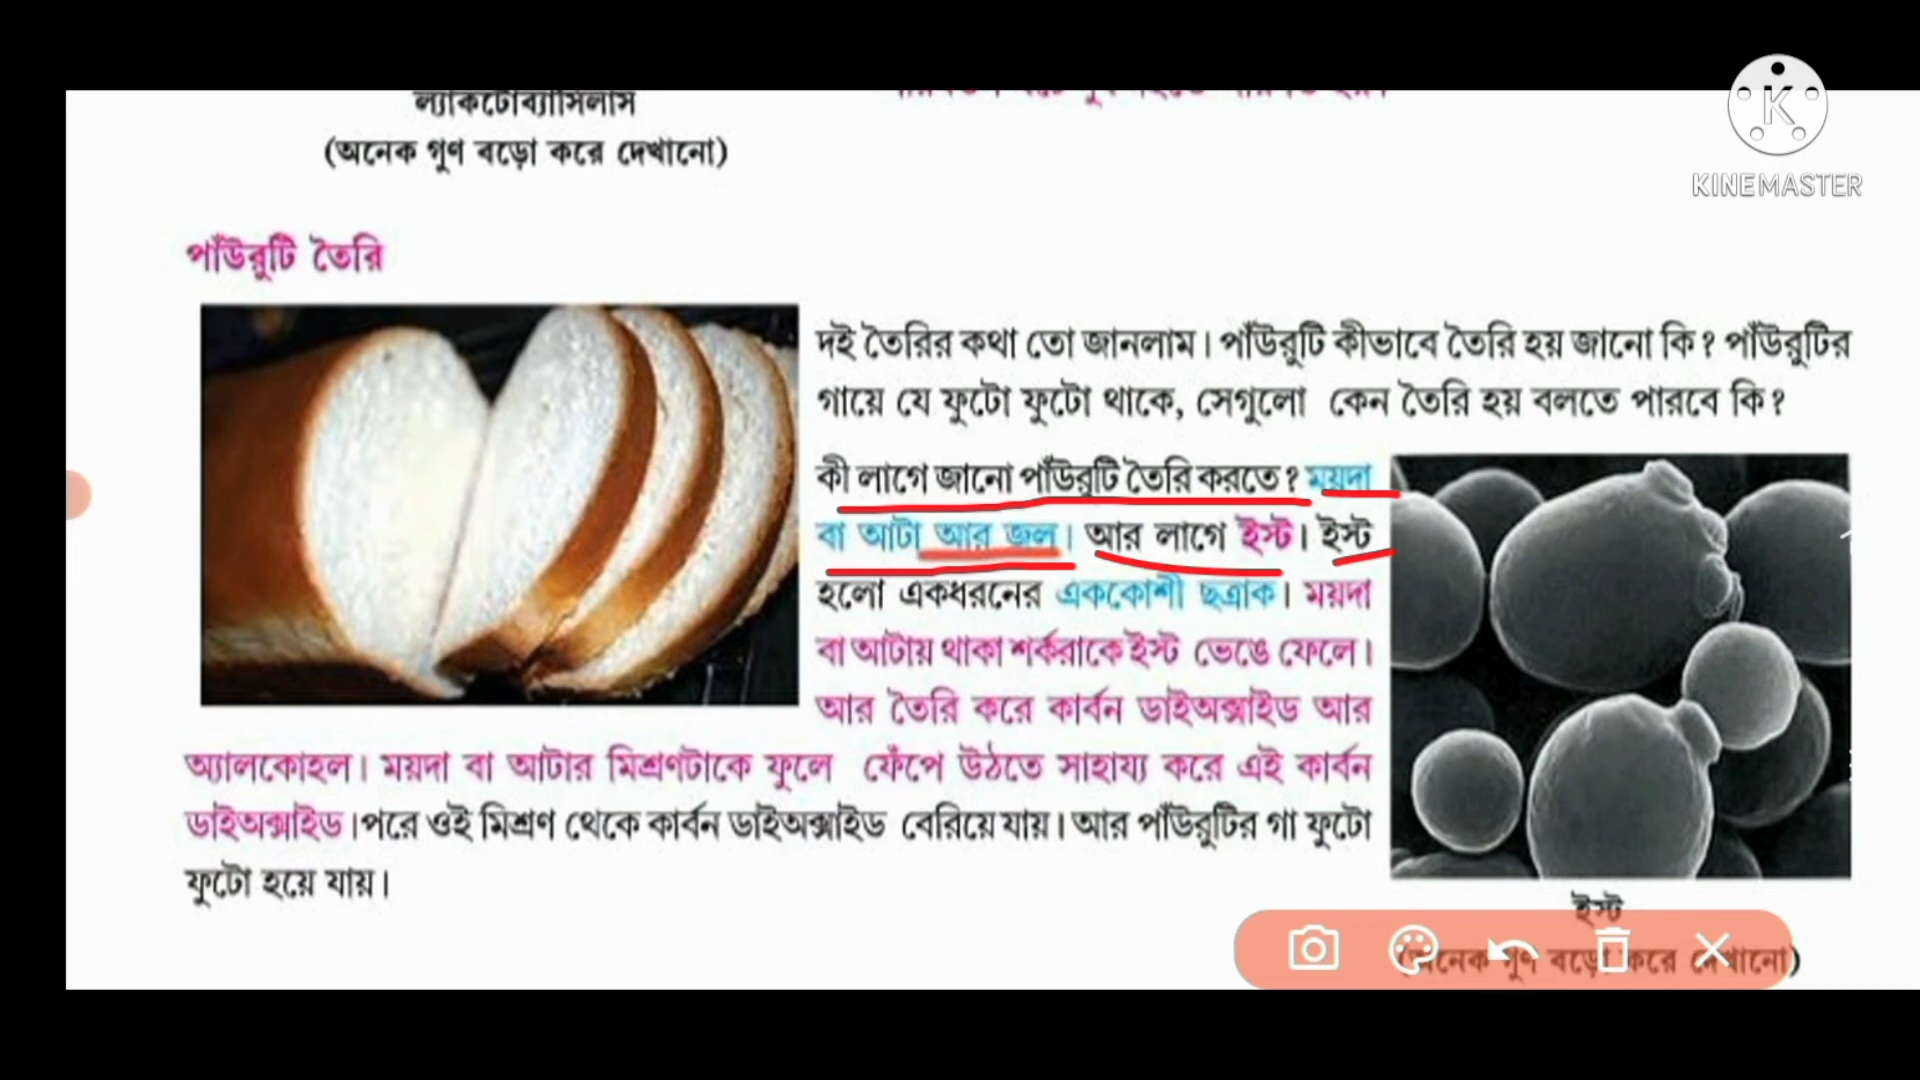 ল্যাকটোব্যাসিলাস
(অনেক গুণ বড়ো করে দেখানো)
KINEMASTER
পাঁউরুটি তৈরি
দই তৈরির কথা তো জানলাম। পাঁউরুটি কীভাবে তৈরি হয় জানো কি? পাঁউরুটির
গায়ে যে ফুটো ফুটো থাকে, সেগুলো কেন তৈরি হয় বলতে পারবে কি?
কী লাগে জানো পাঁউরুটি তৈরি করতে? ময়দা
বা আটা আর জল। আর লাগে ইস্ট। ইস্ট
হলো একধরনের এককোশী ছত্রাক। ময়দা
বা আটায় থাকা শর্করাকে ইস্ট ভেঙে ফেলে।
আর তৈরি করে কার্বন ডাইঅক্সাইড আর
অ্যালকোহল। ময়দা বা আটার মিশ্রণটাকে ফুলে ফেঁপে উঠতে সাহায্য করে এই কার্বন
ডাইঅক্সাইড।পরে ওই মিশ্রণ থেকে কার্বন ডাইঅক্সাইড বেরিয়ে যায়। আর পাঁউরুটির গা ফুটো
ফুটো হয়ে যায়।
ইস্ট
(অনেক গুণ বড়ো করে দেখানো)